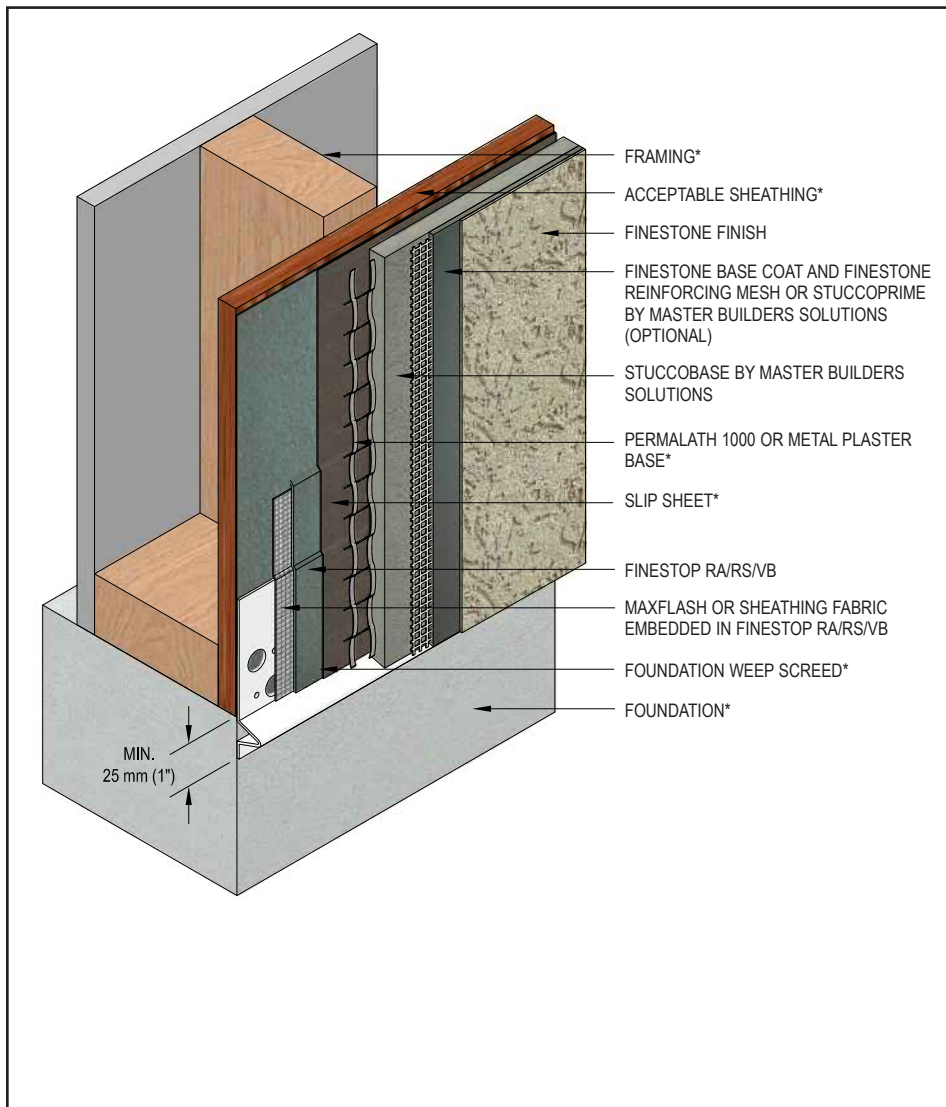 FRAMING*
ACCEPTABLE SHEATHING*
FINESTONE FINISH
FINESTONE BASE COAT AND FINESTONE
REINFORCING MESH OR STUCCOPRIME
BY MASTER BUILDERS SOLUTIONS
(OPTIONAL)
STUCCOBASE BY MASTER BUILDERS
SOLUTIONS
PERMALATH 1000 OR METAL PLASTER
BASE*
SLIP SHEET*
FINESTOP RA/RS/VB
MAXFLASH OR SHEATHING FABRIC
EMBEDDED IN FINESTOP RA/RS/VB
FOUNDATION WEEP SCREED*
FOUNDATION*
MIN.
25 mm (1")